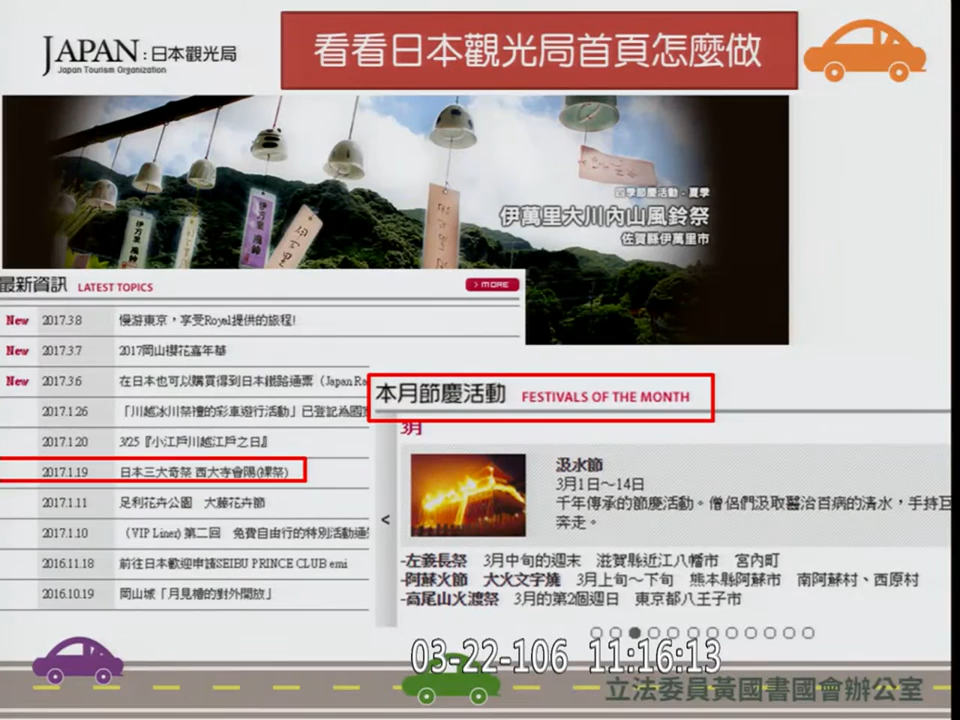 JAPAN:日本觀光局
Japan Tourism Organization
看看日本觀光局首頁怎麼做
四季節慶活動-夏季
伊萬里大川內山風鈴祭
佐賀縣伊萬里市
伊万里 風鈴
伊万里 風鈴
最新資訊 LATEST TOPICS
> MORE
New 2017.3.8 慢游東京,享受Royal提供的旅程!
New 2017.3.7 2017岡山櫻花嘉年華
New 2017.3.6 在日本也可以購買得到日本鐵路通票(Japan Ra
2017.1.26 「川越冰川祭禮的彩車遊行活動」已登記為國
2017.1.20 3/25『小江戶川越江戶之日』
2017.1.19 日本三大奇祭 西大寺會陽(裸祭)
2017.1.11 足利花卉公園 大藤花卉節
2017.1.10 (VIP Liner) 第二回 免費自由行的特別活動通
2016.11.18 前往日本歡迎申請SEIBU PRINCE CLUB emi
2016.10.19 岡山城「月見櫓的對外開放」
本月節慶活動 FESTIVALS OF THE MONTH
3月
<
汲水節
3月1日~14日
千年傳承的節慶活動。僧侶們汲取醫治百病的清水,手持巨
奔走。
-左義長祭 3月中旬的週末 滋賀縣近江八幡市 宮內町
-阿蘇火節 大火文字燒 3月上旬~下旬 熊本縣阿蘇市 南阿蘇村、西原村
-高尾山火渡祭 3月的第2個週日 東京都八王子市
03-22-106 11:16:13
立法委員黃國書國會辦公室